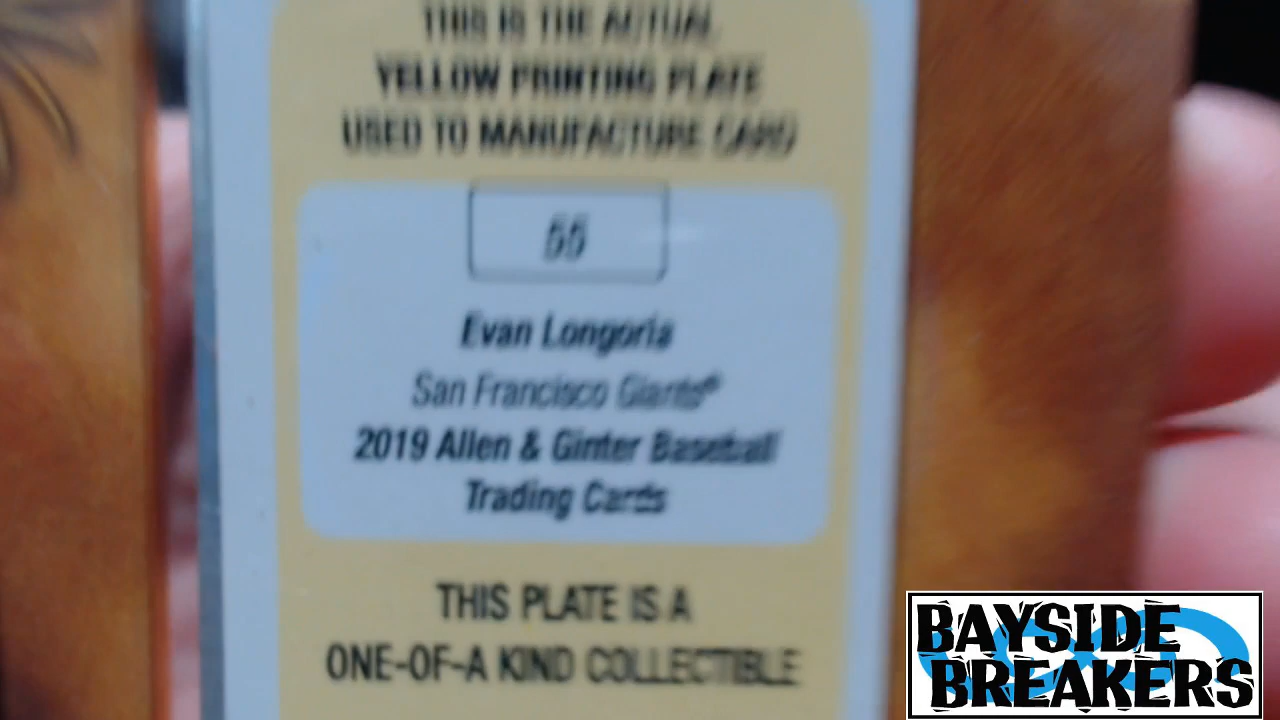 THIS IS THE ACTUAL
YELLOW PRINTING PLATE
USED TO MANUFACTURE CARD
55
Evan Longoria
San Francisco Giants®
2019 Allen & Ginter Baseball
Trading Cards
THIS PLATE IS A
ONE-OF-A KIND COLLECTIBLE
BAYSIDE
BREAKERS